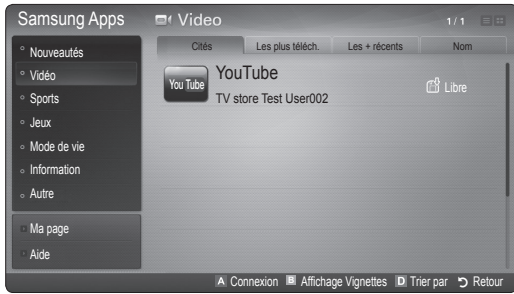 Samsung Apps
Video
1/1
Nouveautés
Vidéo
Sports
Jeux
Mode de vie
Information
Autre
Ma page
Aide
Cités
Les plus téléch.
Les + récents
Nom
You Tube
YouTube
TV store Test User002
Libre
A Connexion B Affichage Vignettes D Trier par Retour